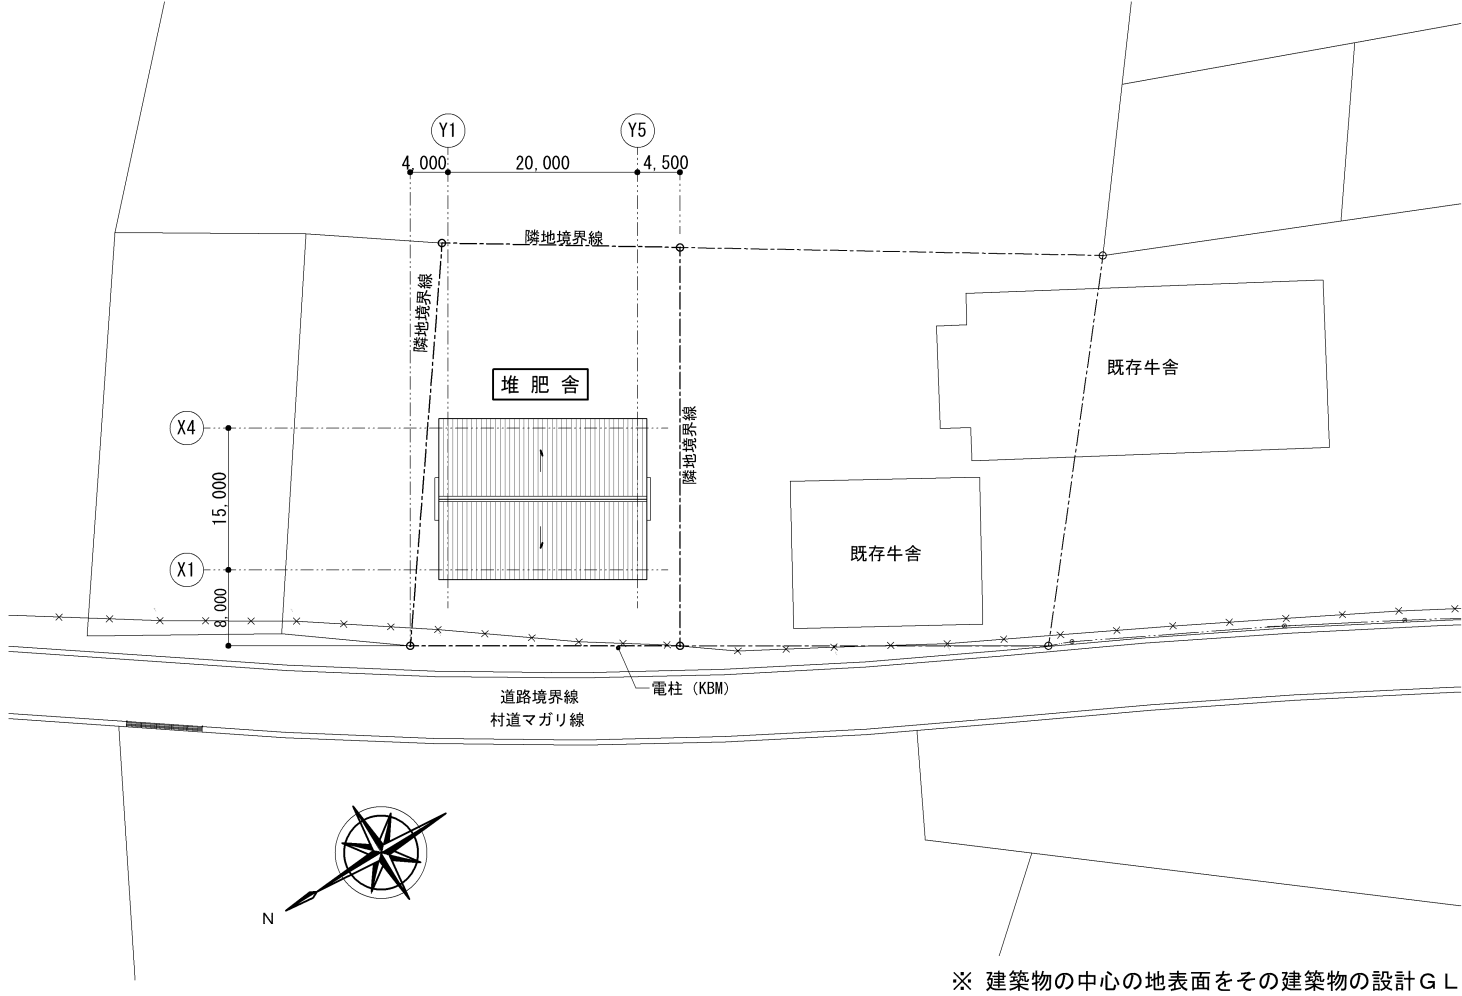 Y1
Y5
4,000
20,000
4,500
隣地境界線
隣地境界線
堆 肥 舎
既存牛舎
X4
隣地境界線
15,000
既存牛舎
X1
8,000
電柱（KBM）
道路境界線
村道マガリ線
N
※ 建築物の中心の地表面をその建築物の設計ＧＬ